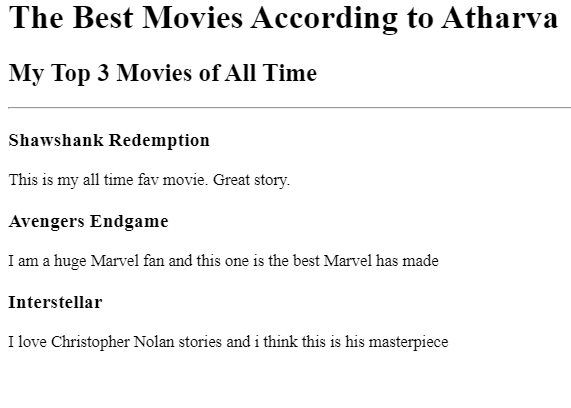 The Best Movies According to Atharva
My Top 3 Movies of All Time
Shawshank Redemption
This is my all time fav movie. Great story.
Avengers Endgame
I am a huge Marvel fan and this one is the best Marvel has made
Interstellar
I love Christopher Nolan stories and i think this is his masterpiece